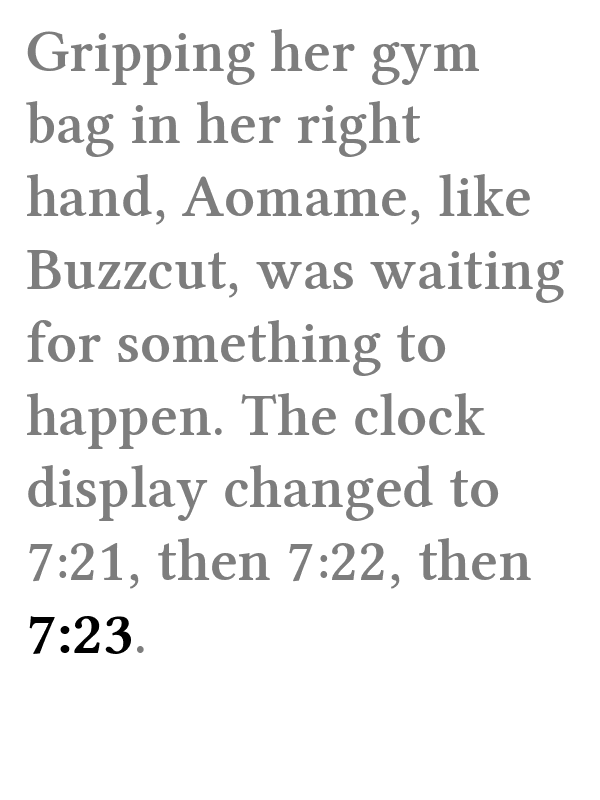 Gripping her gym
bag in her right
hand, Aomame, like
Buzzcut, was waiting
for something to
happen. The clock
display changed to
7:21, then 7:22, then
7:23.